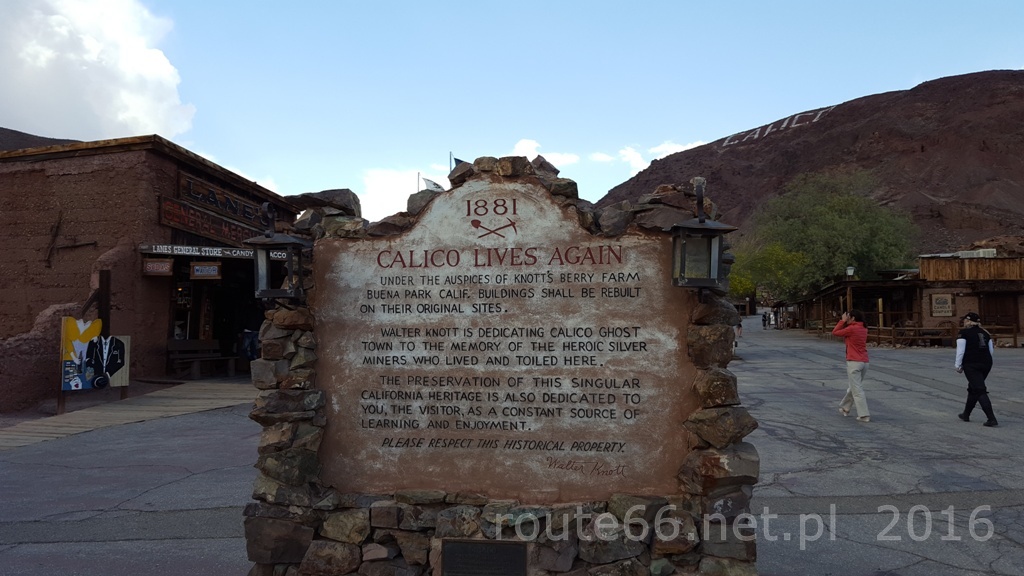 CALICO
LANE'S
LANES GENERAL STORE CANDY TOBACCO
1881
CALICO LIVES AGAIN
UNDER THE AUSPICES OF KNOTT'S BERRY FARM
BUENA PARK CALIF. BUILDINGS SHALL BE REBUILT
ON THEIR ORIGINAL SITES.
WALTER KNOTT IS DEDICATING CALICO GHOST
TOWN TO THE MEMORY OF THE HEROIC SILVER
MINERS WHO LIVED AND TOILED HERE.
THE PRESERVATION OF THIS SINGULAR
CALIFORNIA HERITAGE IS ALSO DEDICATED TO
YOU, THE VISITOR, AS A CONSTANT SOURCE OF
LEARNING AND ENJOYMENT.
PLEASE RESPECT THIS HISTORICAL PROPERTY.
Walter Knott
route66.net.pl 2016